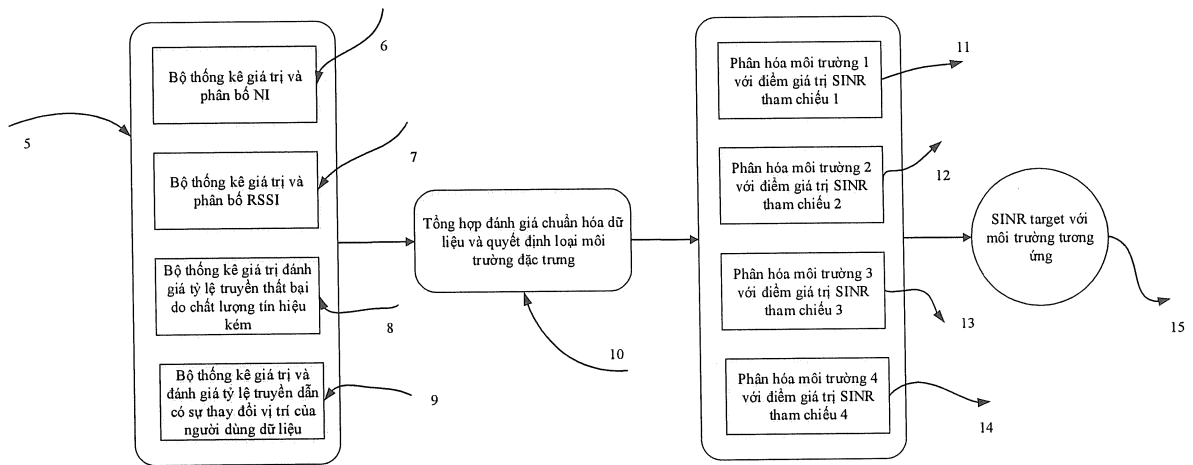 5
Bộ thống kê giá trị và
phân bố NI
6
Bộ thống kê giá trị và
phân bố RSSI
7
Bộ thống kê giá trị đánh
giá tỷ lệ truyền thất bại
do chất lượng tín hiệu
kém
8
Bộ thống kê giá trị và
đánh giá tỷ lệ truyền dẫn
có sự thay đổi vị trí của
người dùng dữ liệu
9
Tổng hợp đánh giá chuẩn hóa dữ
liệu và quyết định loại môi
trường đặc trưng
10
Phân hóa môi trường 1
với điểm giá trị SINR
tham chiếu 1
11
Phân hóa môi trường 2
với điểm giá trị SINR
tham chiếu 2
12
Phân hóa môi trường 3
với điểm giá trị SINR
tham chiếu 3
13
Phân hóa môi trường 4
với điểm giá trị SINR
tham chiếu 4
14
SINR target với
môi trường tương
ứng
15